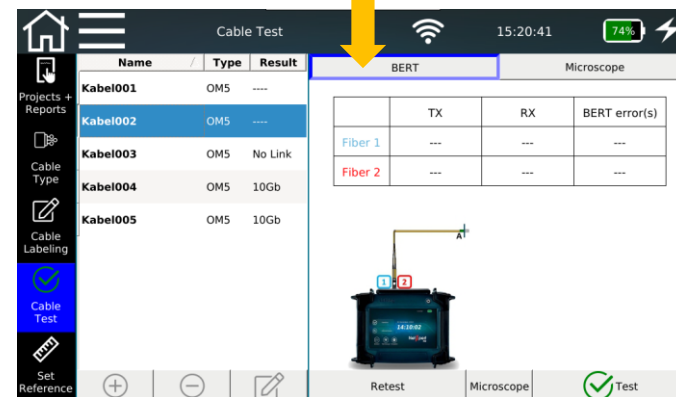 Cable Test
15:20:41
74%
Projects +
Reports
Cable
Type
Cable
Labeling
Cable
Test
Set
Reference
Name / Type Result
Kabel001 OM5 ----
Kabel002 OM5 ----
Kabel003 OM5 No Link
Kabel004 OM5 10Gb
Kabel005 OM5 10Gb
BERT Microscope
TX RX BERT error(s)
Fiber 1 --- --- ---
Fiber 2 --- --- ---
A
1 2
14:10:02
Retest Microscope Test